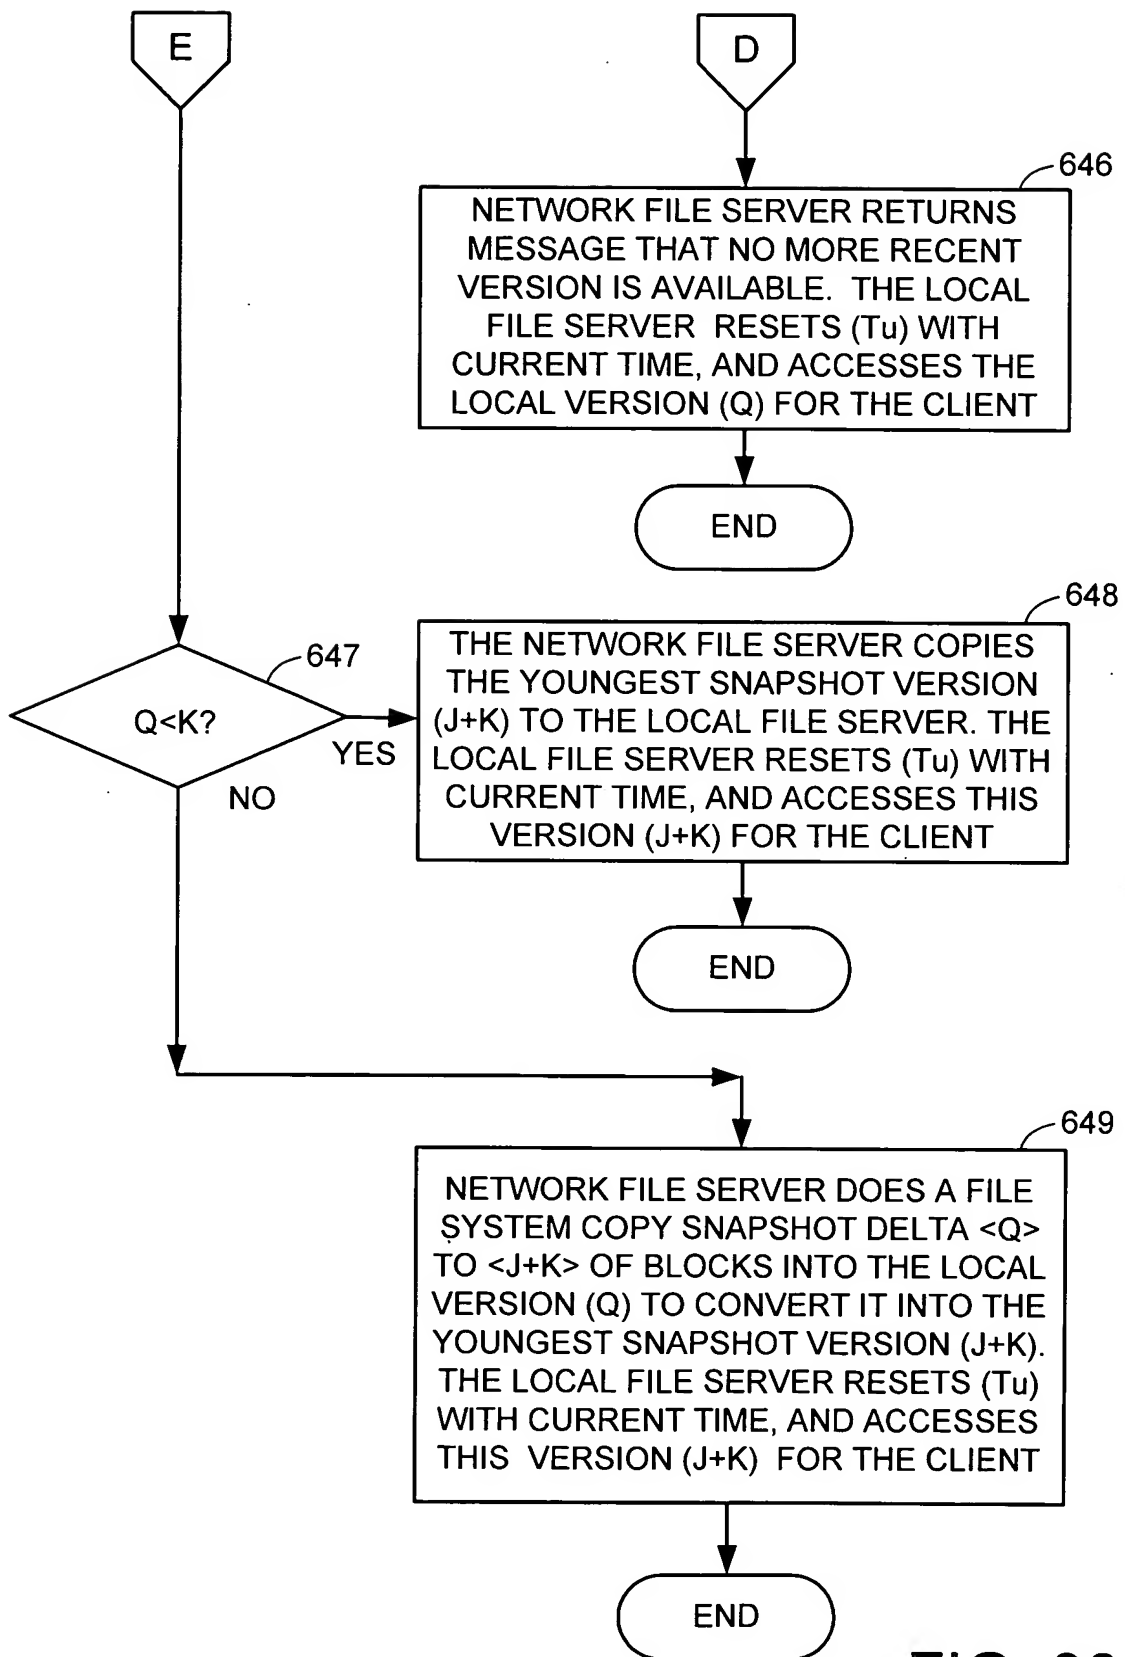 E
D
646
NETWORK FILE SERVER RETURNS
MESSAGE THAT NO MORE RECENT
VERSION IS AVAILABLE. THE LOCAL
FILE SERVER RESETS (Tu) WITH
CURRENT TIME, AND ACCESSES THE
LOCAL VERSION (Q) FOR THE CLIENT
END
647
Q<K?
YES
NO
648
THE NETWORK FILE SERVER COPIES
THE YOUNGEST SNAPSHOT VERSION
(J+K) TO THE LOCAL FILE SERVER. THE
LOCAL FILE SERVER RESETS (Tu) WITH
CURRENT TIME, AND ACCESSES THIS
VERSION (J+K) FOR THE CLIENT
END
649
NETWORK FILE SERVER DOES A FILE
SYSTEM COPY SNAPSHOT DELTA <Q>
TO <J+K> OF BLOCKS INTO THE LOCAL
VERSION (Q) TO CONVERT IT INTO THE
YOUNGEST SNAPSHOT VERSION (J+K).
THE LOCAL FILE SERVER RESETS (Tu)
WITH CURRENT TIME, AND ACCESSES
THIS VERSION (J+K) FOR THE CLIENT
END